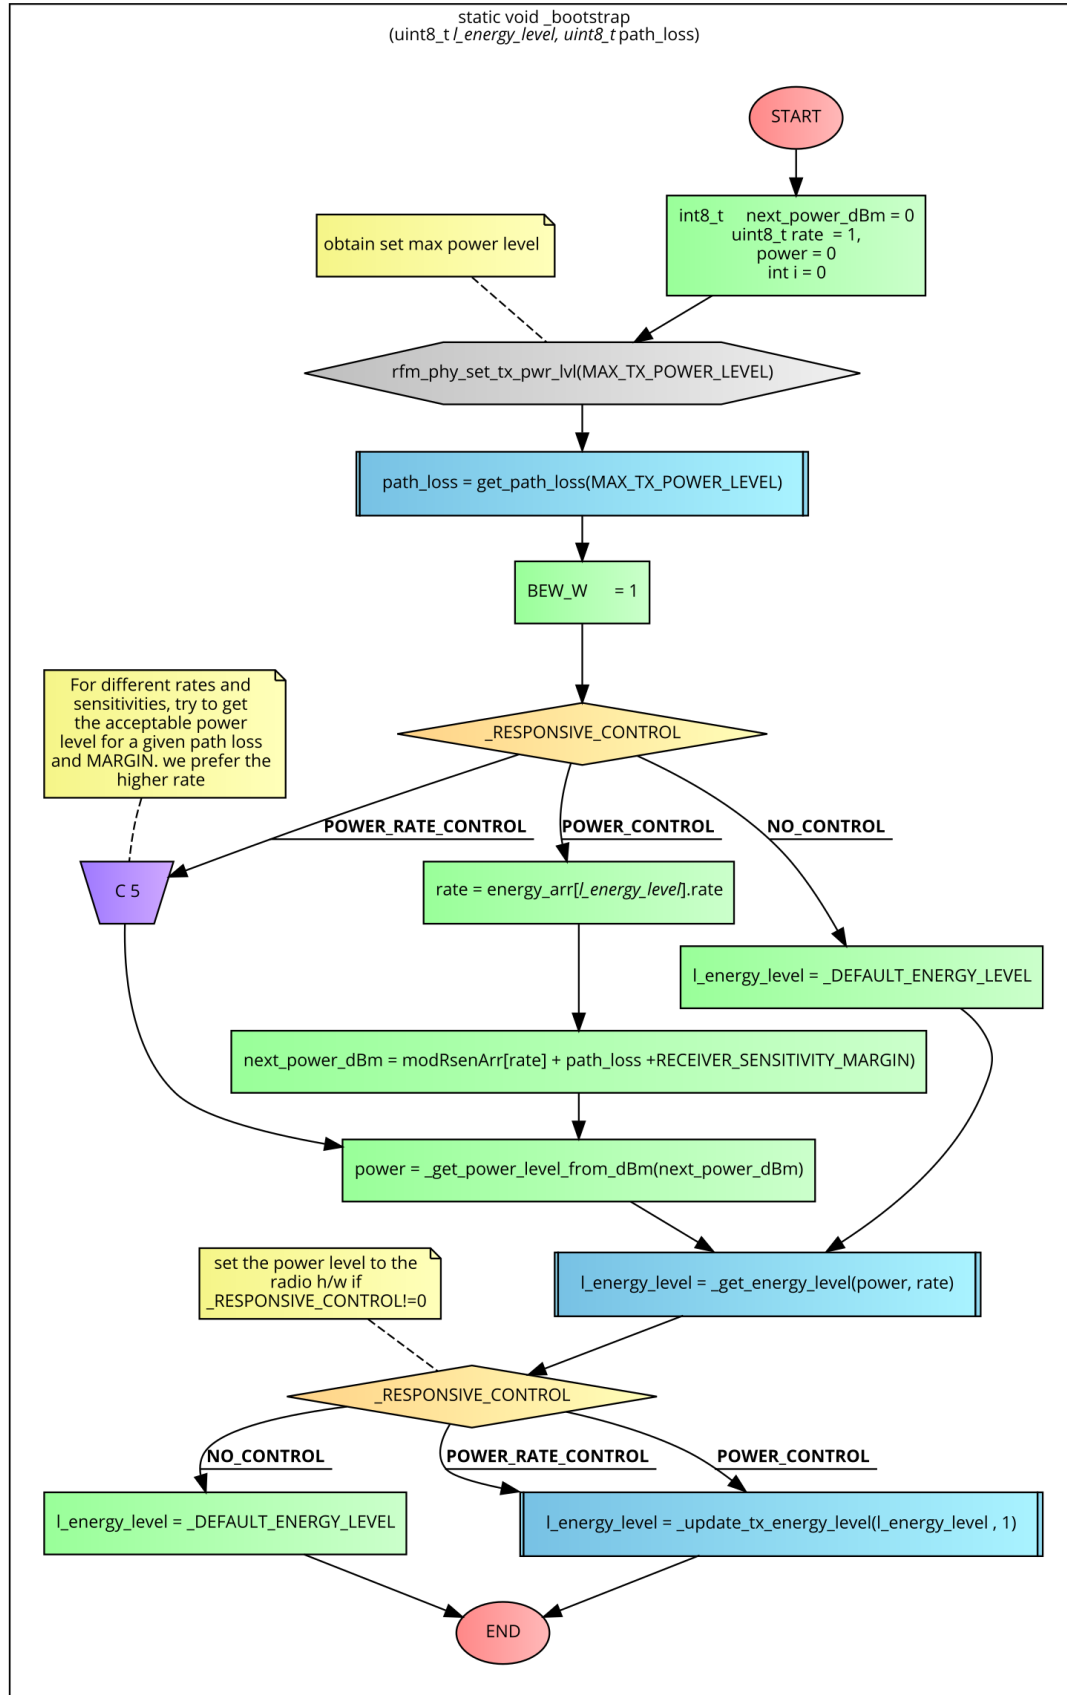 static void _bootstrap
(uint8_t l_energy_level, uint8_t path_loss)
START
int8_t next_power_dBm = 0
uint8_t rate = 1,
power = 0
int i = 0
obtain set max power level
rfm_phy_set_tx_pwr_lvl(MAX_TX_POWER_LEVEL)
path_loss = get_path_loss(MAX_TX_POWER_LEVEL)
BEW_W = 1
For different rates and
sensitivities, try to get
the acceptable power
level for a given path loss
and MARGIN. we prefer the
higher rate
_RESPONSIVE_CONTROL
POWER_RATE_CONTROL
POWER_CONTROL
NO_CONTROL
C 5
rate = energy_arr[l_energy_level].rate
l_energy_level = _DEFAULT_ENERGY_LEVEL
next_power_dBm = modRsenArr[rate] + path_loss +RECEIVER_SENSITIVITY_MARGIN)
power = _get_power_level_from_dBm(next_power_dBm)
set the power level to the
radio h/w if
_RESPONSIVE_CONTROL!=0
l_energy_level = _get_energy_level(power, rate)
_RESPONSIVE_CONTROL
NO_CONTROL
POWER_RATE_CONTROL
POWER_CONTROL
l_energy_level = _DEFAULT_ENERGY_LEVEL
l_energy_level = _update_tx_energy_level(l_energy_level , 1)
END